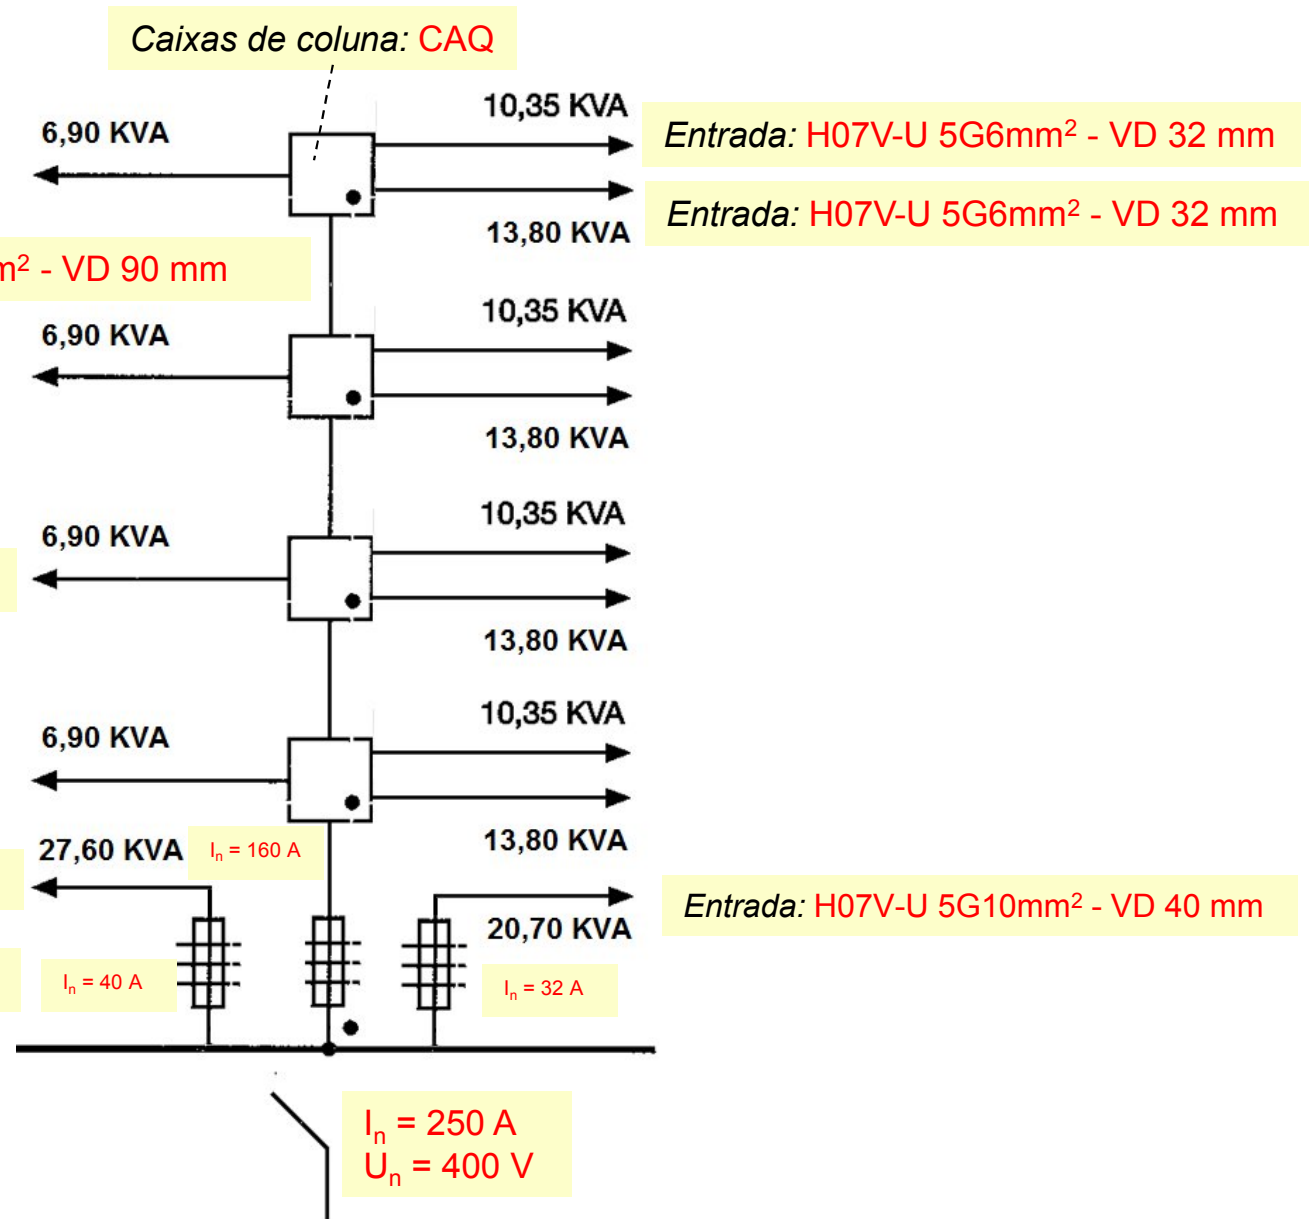 Caixas de coluna: CAQ
10,35 KVA
6,90 KVA
Entrada: H07V-U 5G6mm² - VD 32 mm
Entrada: H07V-U 5G6mm² - VD 32 mm
13,80 KVA
m² - VD 90 mm
10,35 KVA
6,90 KVA
13,80 KVA
10,35 KVA
6,90 KVA
13,80 KVA
10,35 KVA
6,90 KVA
13,80 KVA
27,60 KVA
Iₙ = 160 A
Entrada: H07V-U 5G10mm² - VD 40 mm
20,70 KVA
Iₙ = 40 A
Iₙ = 32 A
Iₙ = 250 A
Uₙ = 400 V